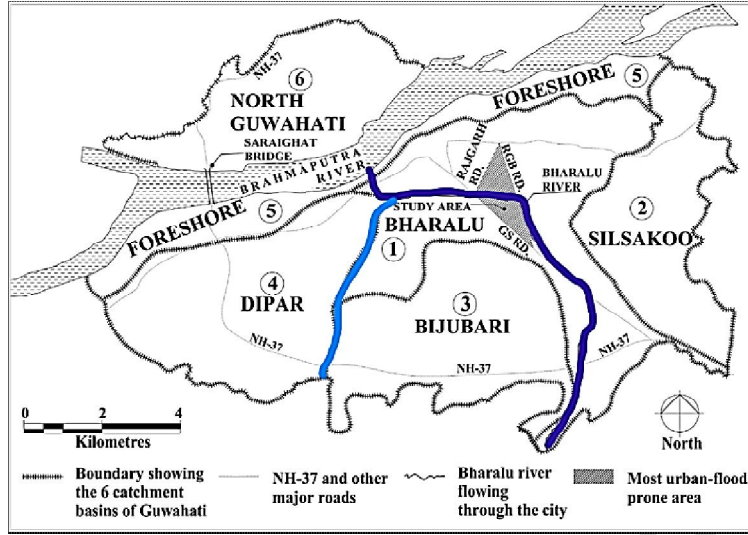 NH-37
6
NORTH
GUWAHATI
SARAIGHAT
BRIDGE
BRAHMAPUTRA
RIVER
FORESHORE
5
FORESHORE
5
RAJGARH
RD.
RGB RD.
BHARALU
RIVER
STUDY AREA
BHARALU
1
GS RD.
2
SILSAKOO
4
DIPAR
3
BIJUBARI
NH-37
NH-37
NH-37
0 2 4
Kilometres
North
Boundary showing
the 6 catchment
basins of Guwahati
NH-37 and other
major roads
Bharalu river
flowing
through the city
Most urban-flood
prone area